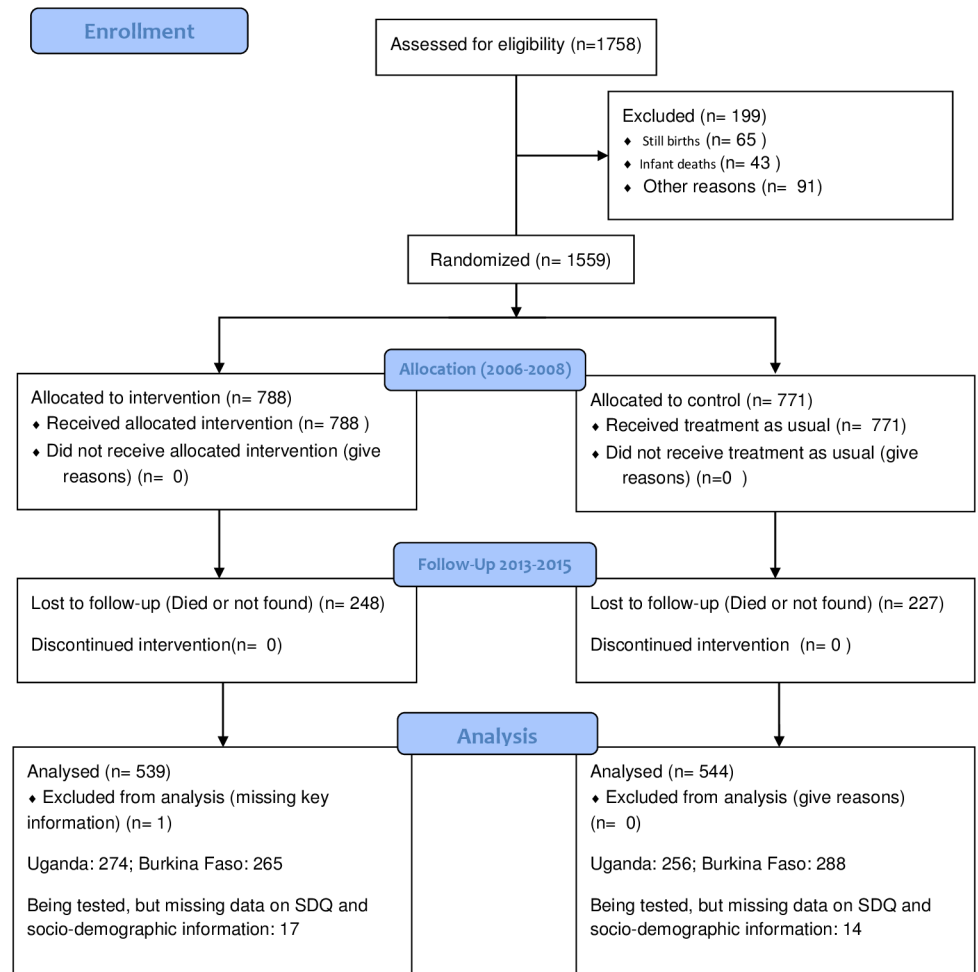 Enrollment
Assessed for eligibility (n=1758)
Excluded (n= 199)
♦ Still births (n= 65 )
♦ Infant deaths (n= 43 )
♦ Other reasons (n= 91)
Randomized (n= 1559)
Allocation (2006-2008)
Allocated to intervention (n= 788)
♦ Received allocated intervention (n= 788 )
♦ Did not receive allocated intervention (give
reasons) (n= 0)
Allocated to control (n= 771)
♦ Received treatment as usual (n= 771)
♦ Did not receive treatment as usual (give
reasons) (n=0 )
Follow-Up 2013-2015
Lost to follow-up (Died or not found) (n= 248)
Discontinued intervention(n= 0)
Lost to follow-up (Died or not found) (n= 227)
Discontinued intervention (n= 0 )
Analysis
Analysed (n= 539)
♦ Excluded from analysis (missing key
information) (n= 1)
Uganda: 274; Burkina Faso: 265
Being tested, but missing data on SDQ and
socio-demographic information: 17
Analysed (n= 544)
♦ Excluded from analysis (give reasons)
(n= 0)
Uganda: 256; Burkina Faso: 288
Being tested, but missing data on SDQ and
socio-demographic information: 14